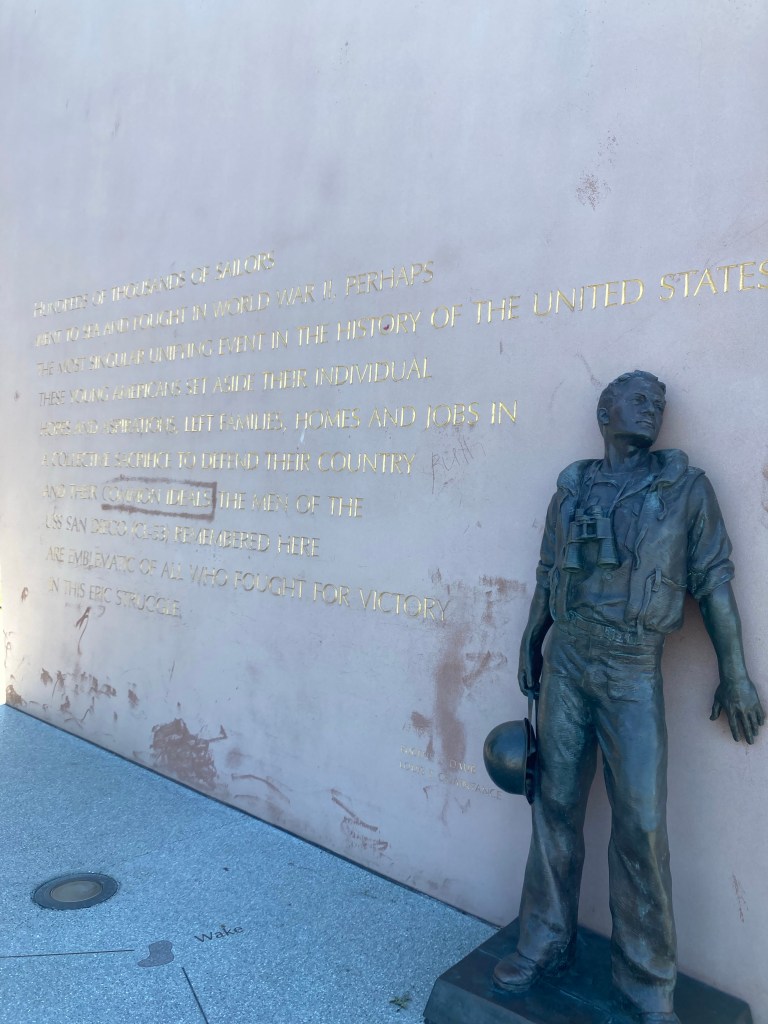 HUNDREDS OF THOUSANDS OF SAILORS
WENT TO SEA AND FOUGHT IN WORLD WAR II. PERHAPS
THE MOST SINGULAR UNIFYING EVENT IN THE HISTORY OF THE UNITED STATES
THESE YOUNG AMERICANS SET ASIDE THEIR INDIVIDUAL
HOPES AND ASPIRATIONS, LEFT FAMILIES, HOMES AND JOBS IN
A COLLECTIVE SACRIFICE TO DEFEND THEIR COUNTRY
AND THEIR COMMON IDEALS. THE MEN OF THE
USS SAN DIEGO (CL-53) REMEMBERED HERE
ARE EMBLEMATIC OF ALL WHO FOUGHT FOR VICTORY
IN THIS EPIC STRUGGLE.
Wake